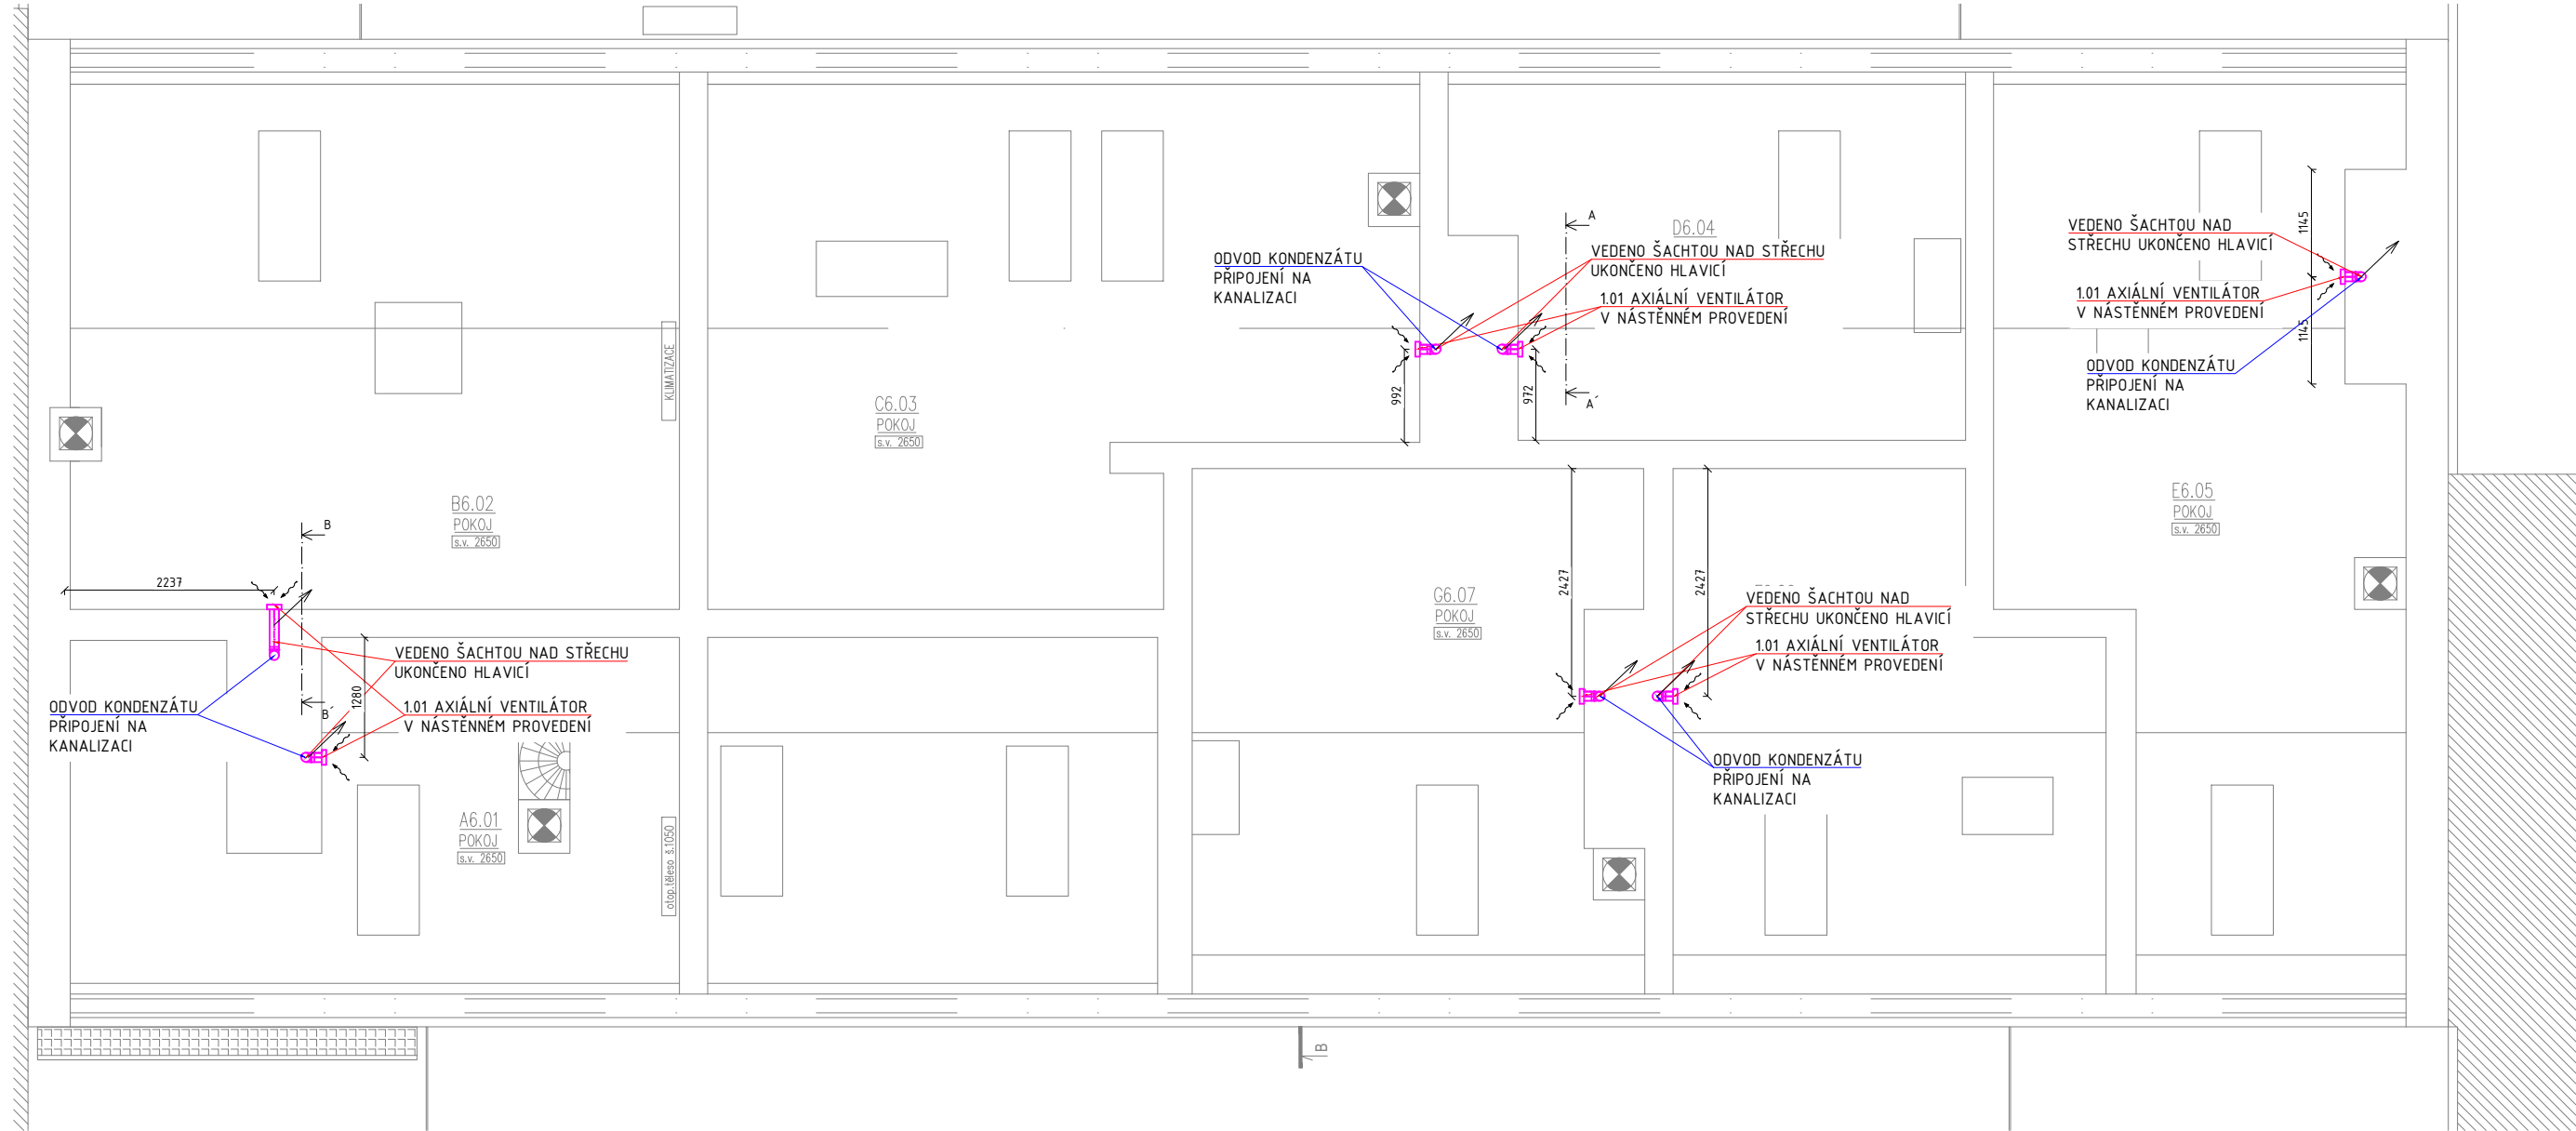 B6.02
POKOJ
s.v. 2650
KLIMATIZACE
2237
B
B´
VEDENO ŠACHTOU NAD STŘECHU
UKONČENO HLAVICÍ
1280
1.01 AXIÁLNÍ VENTILÁTOR
V NÁSTĚNNÉM PROVEDENÍ
ODVOD KONDENZÁTU
PŘIPOJENÍ NA
KANALIZACI
A6.01
POKOJ
s.v. 2650
otop.těleso š.1050
C6.03
POKOJ
s.v. 2650
ODVOD KONDENZÁTU
PŘIPOJENÍ NA
KANALIZACI
992
972
A
A´
D6.04
VEDENO ŠACHTOU NAD STŘECHU
UKONČENO HLAVICÍ
1.01 AXIÁLNÍ VENTILÁTOR
V NÁSTĚNNÉM PROVEDENÍ
VEDENO ŠACHTOU NAD
STŘECHU UKONČENO HLAVICÍ
1.01 AXIÁLNÍ VENTILÁTOR
V NÁSTĚNNÉM PROVEDENÍ
1145
1145
ODVOD KONDENZÁTU
PŘIPOJENÍ NA
KANALIZACI
E6.05
POKOJ
s.v. 2650
G6.07
POKOJ
s.v. 2650
2427
2427
VEDENO ŠACHTOU NAD
STŘECHU UKONČENO HLAVICÍ
1.01 AXIÁLNÍ VENTILÁTOR
V NÁSTĚNNÉM PROVEDENÍ
ODVOD KONDENZÁTU
PŘIPOJENÍ NA
KANALIZACI
B